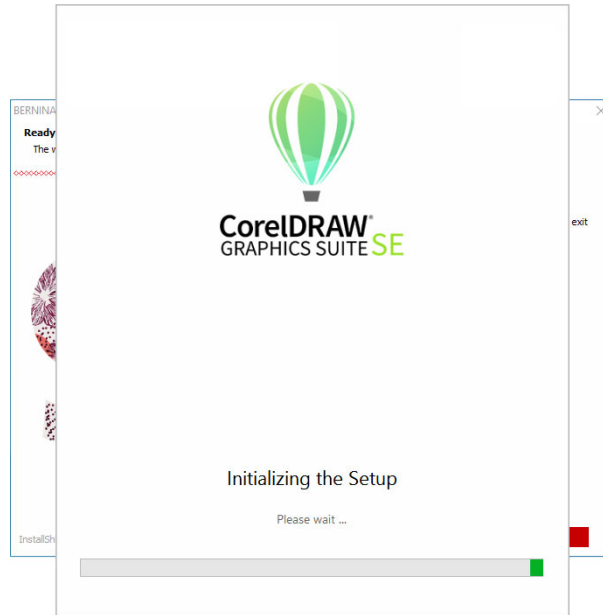 BERNINA
Ready
The w
exit
CorelDRAW®
GRAPHICS SUITE SE
Initializing the Setup
Please wait ...
InstallSh